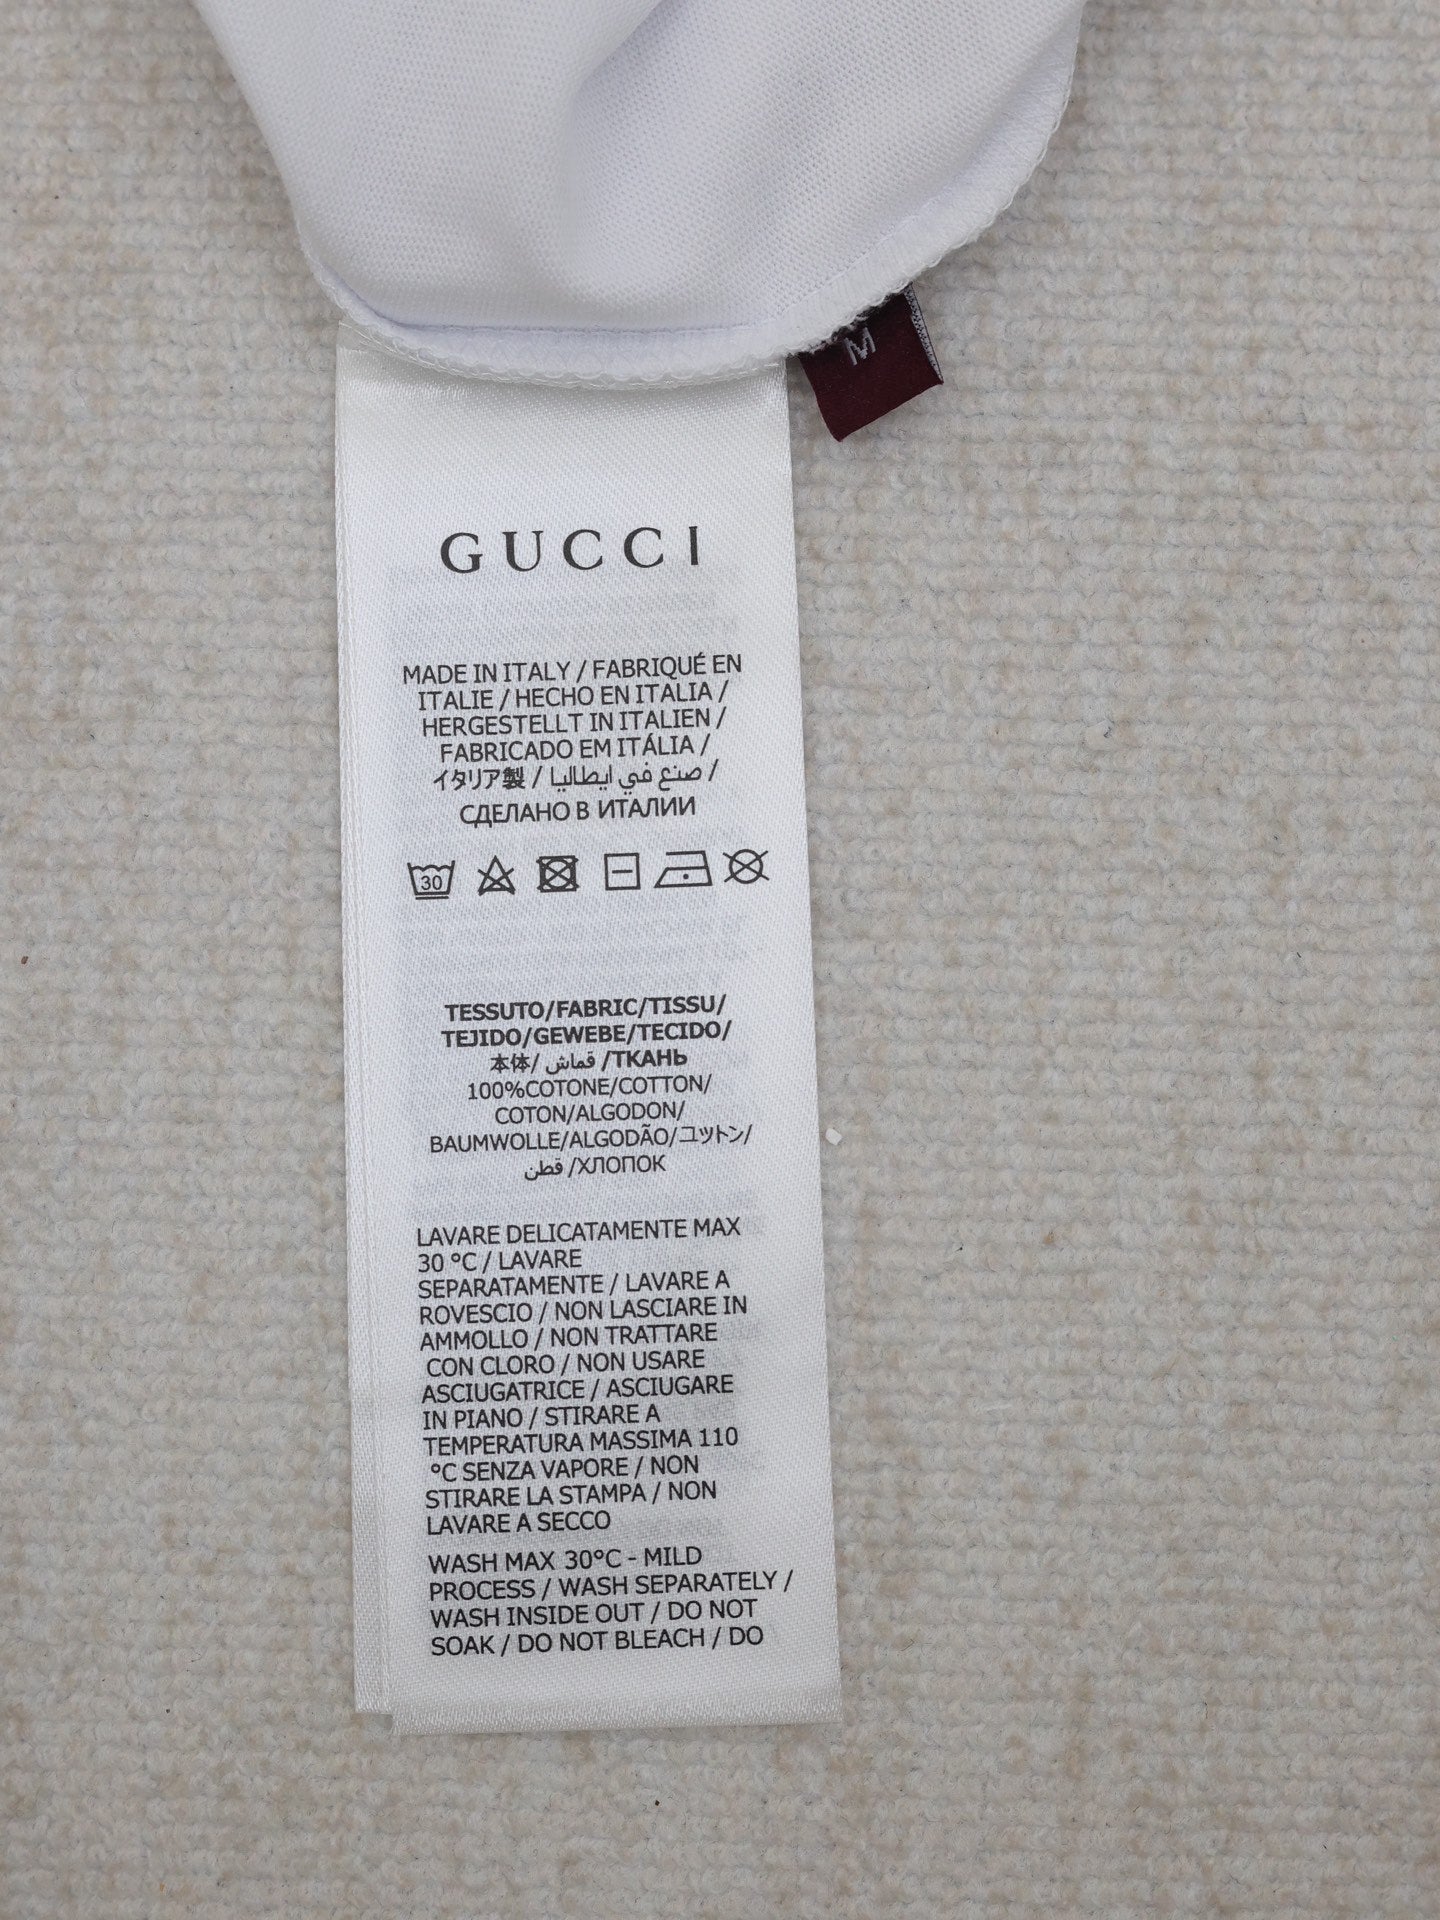 M
GUCCI
MADE IN ITALY / FABRIQUÉ EN
ITALIE / HECHO EN ITALIA /
HERGESTELLT IN ITALIEN /
FABRICADO EM ITÁLIA /
イタリア製 / صنع في ايطاليا /
СДЕЛАНО В ИТАЛИИ
30
TESSUTO/FABRIC/TISSU/
TEJIDO/GEWEBE/TECIDO/
本体/ قماش /ТКАНЬ
100%COTONE/COTTON/
COTON/ALGODON/
BAUMWOLLE/ALGODÃO/ユットン/
قطن /ХЛОПОК
LAVARE DELICATAMENTE MAX
30 °C / LAVARE
SEPARATAMENTE / LAVARE A
ROVESCIO / NON LASCIARE IN
AMMOLLO / NON TRATTARE
CON CLORO / NON USARE
ASCIUGATRICE / ASCIUGARE
IN PIANO / STIRARE A
TEMPERATURA MASSIMA 110
°C SENZA VAPORE / NON
STIRARE LA STAMPA / NON
LAVARE A SECCO
WASH MAX 30°C - MILD
PROCESS / WASH SEPARATELY /
WASH INSIDE OUT / DO NOT
SOAK / DO NOT BLEACH / DO